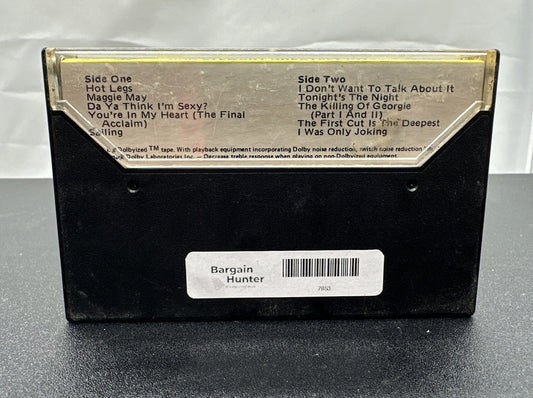 Side One
Hot Legs
Maggie May
Da Ya Think I'm Sexy?
You're In My Heart (The Final
Acclaim)
Sailing
Side Two
I Don't Want To Talk About It
Tonight's The Night
The Killing Of Georgie
(Part I And II)
The First Cut Is The Deepest
I Was Only Joking
Dolbyized TM tape. With playback equipment incorporating Dolby noise reduction, switch noise reduction
Dolby Laboratories Inc. — Decrease treble response when playing on non-Dolbyized equipment.
Bargain
Hunter
7850